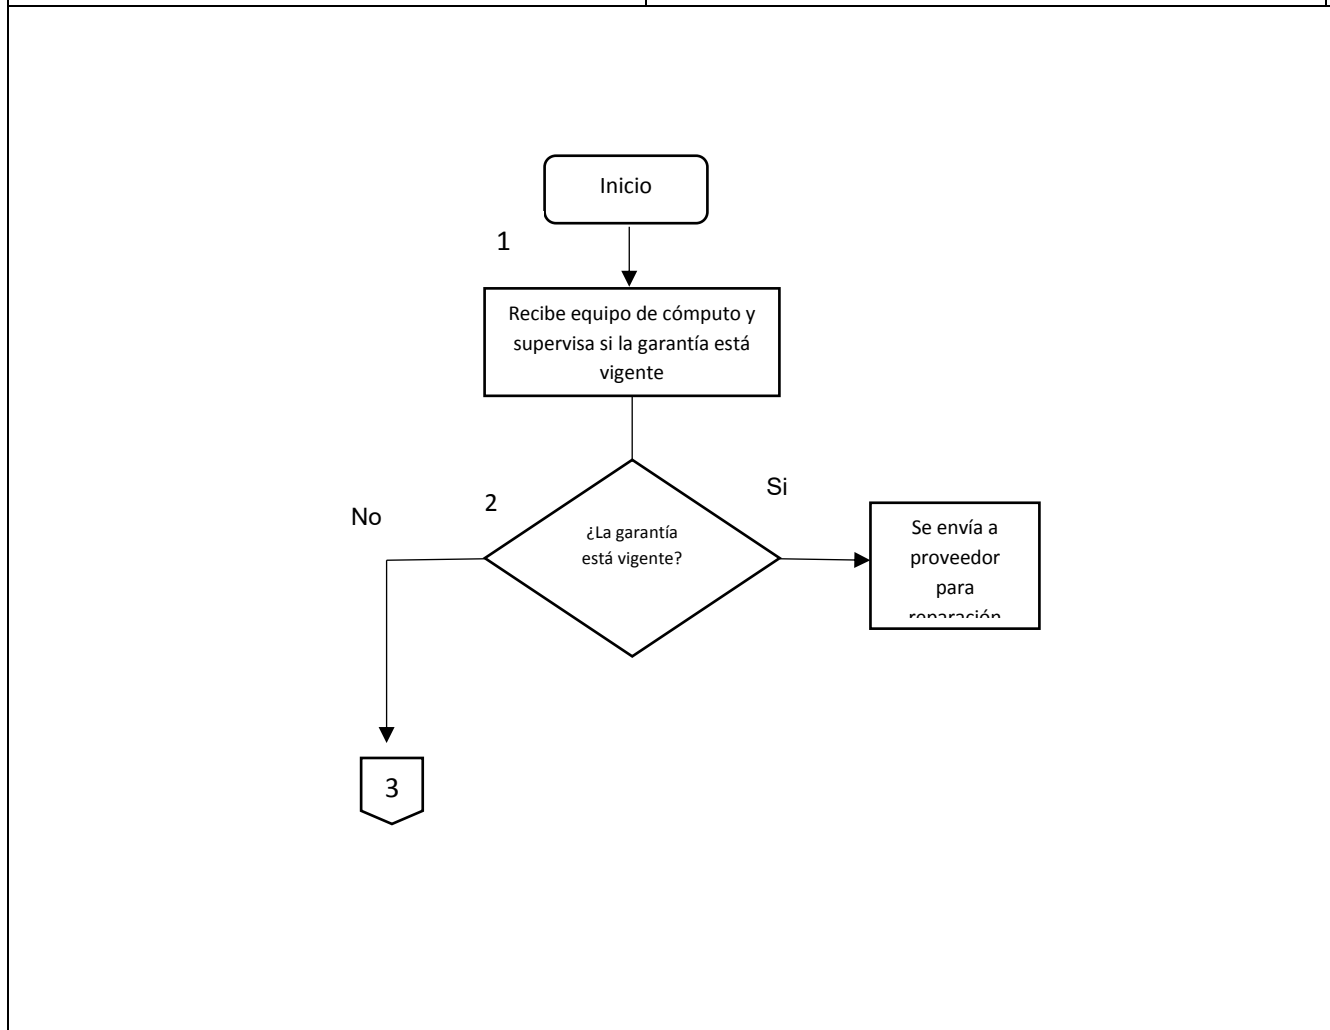 Inicio
1
Recibe equipo de cómputo y
supervisa si la garantía está
vigente
Si
2
No
¿La garantía
está vigente?
Se envía a
proveedor
para
reparación
3